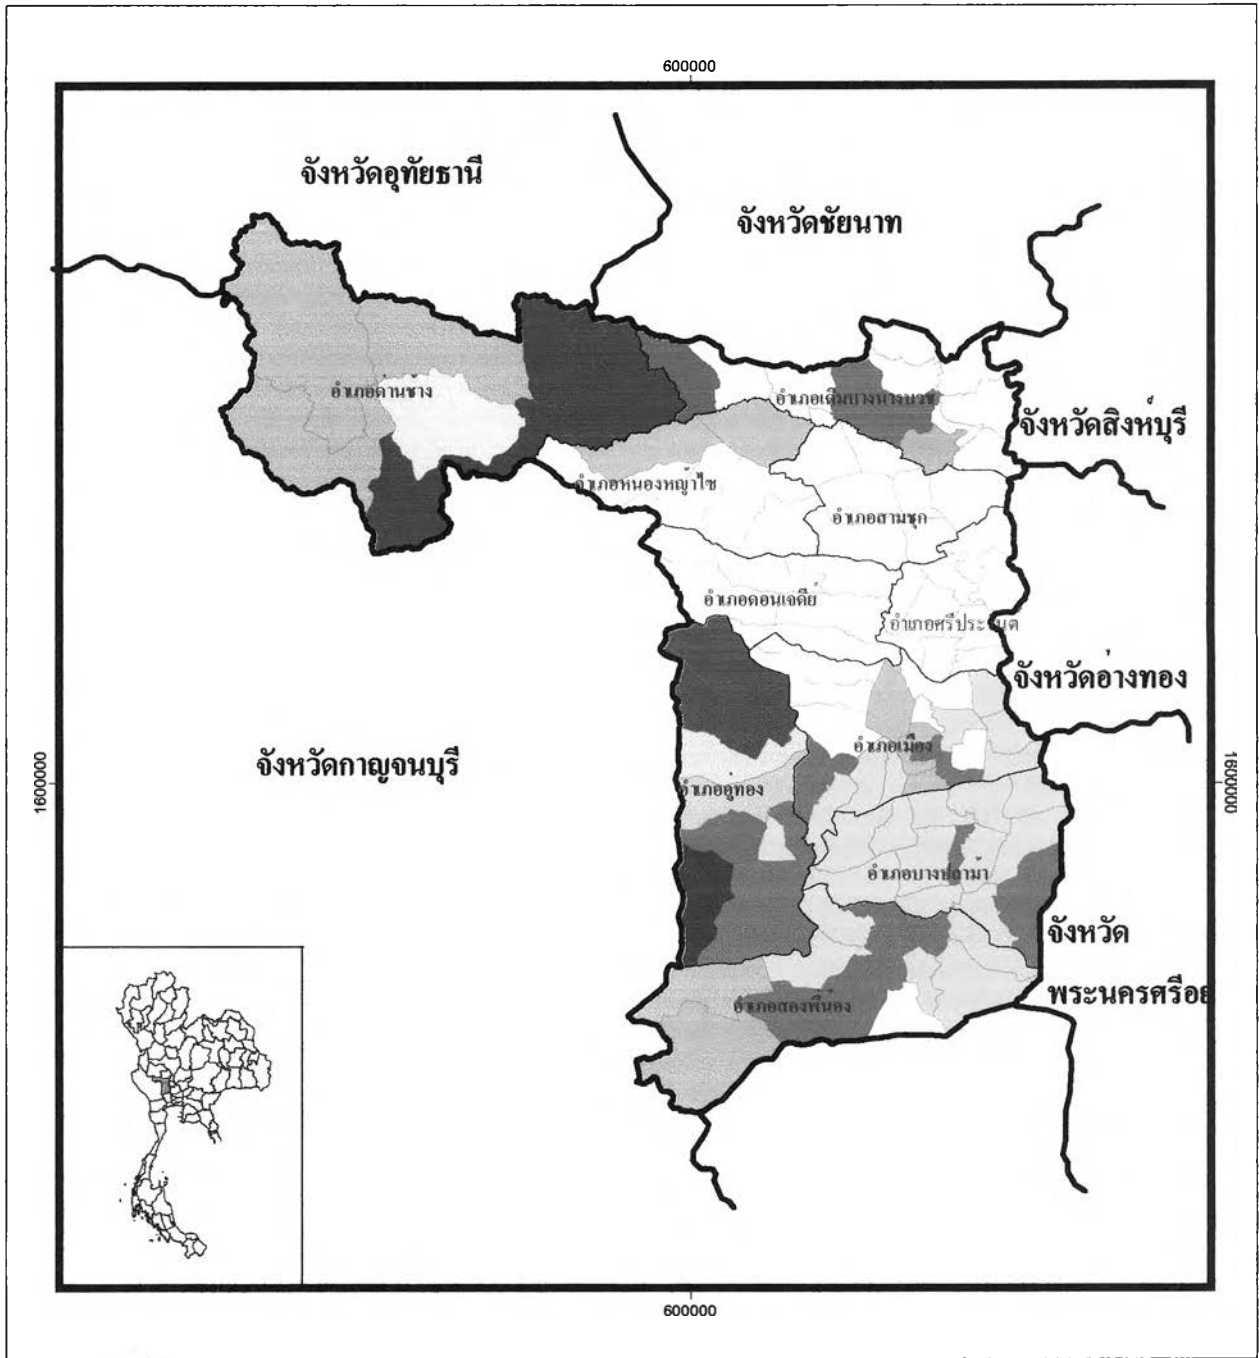 600000
จังหวัดอุทัยธานี
จังหวัดชัยนาท
อำเภอด่านช้าง
อำเภอเดิมบางนางบวช
จังหวัดสิงห์บุรี
อำเภอหนองหญ้าไซ
อำเภอสามชุก
อำเภอดอนเจดีย์
อำเภอศรีประจันต
จังหวัดอ่างทอง
อำเภอเมือง
จังหวัดกาญจนบุรี
1600000
อำเภออู่ทอง
1600000
อำเภอบางปลาม้า
จังหวัด
พระนครศรีอย
อำเภอสองพี่น้อง
600000